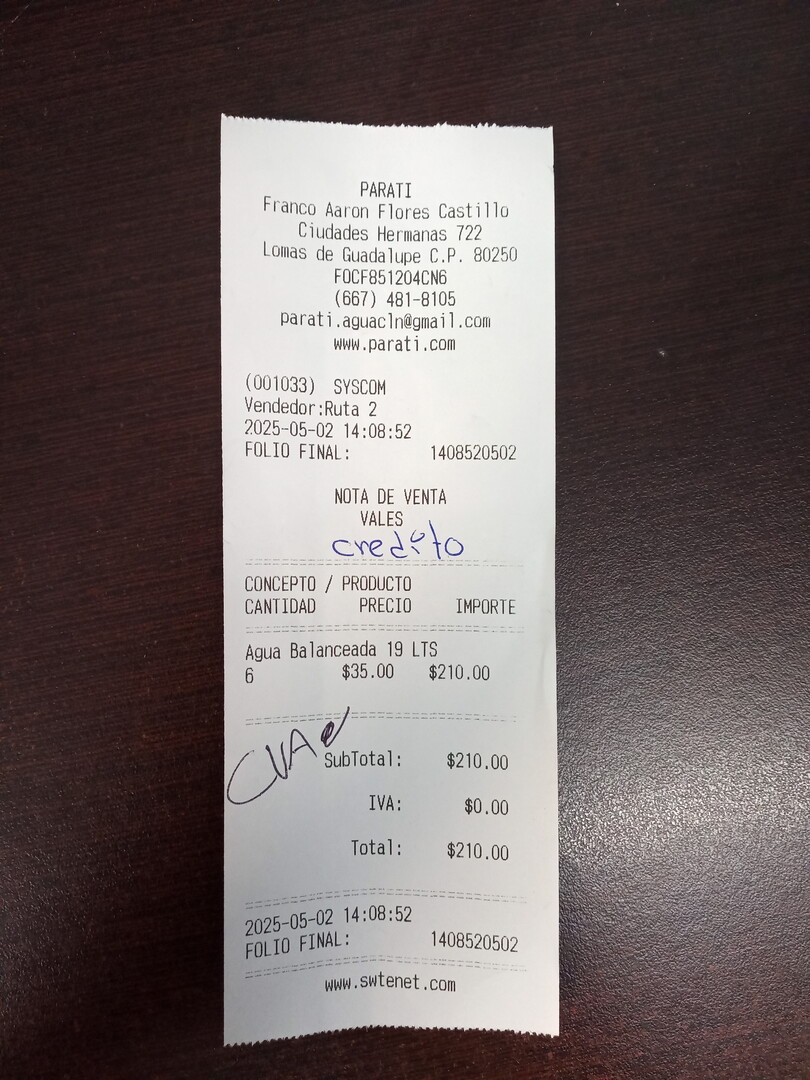 PARATI
Franco Aaron Flores Castillo
Ciudades Hermanas 722
Lomas de Guadalupe C.P. 80250
FOCF851204CN6
(667) 481-8105
parati.aguacln@gmail.com
www.parati.com
(001033) SYSCOM
Vendedor:Ruta 2
2025-05-02 14:08:52
FOLIO FINAL: 1408520502
NOTA DE VENTA
VALES
credito
CONCEPTO / PRODUCTO
CANTIDAD PRECIO IMPORTE
Agua Balanceada 19 LTS
6 $35.00 $210.00
SubTotal: $210.00
IVA: $0.00
Total: $210.00
2025-05-02 14:08:52
FOLIO FINAL: 1408520502
www.swtenet.com